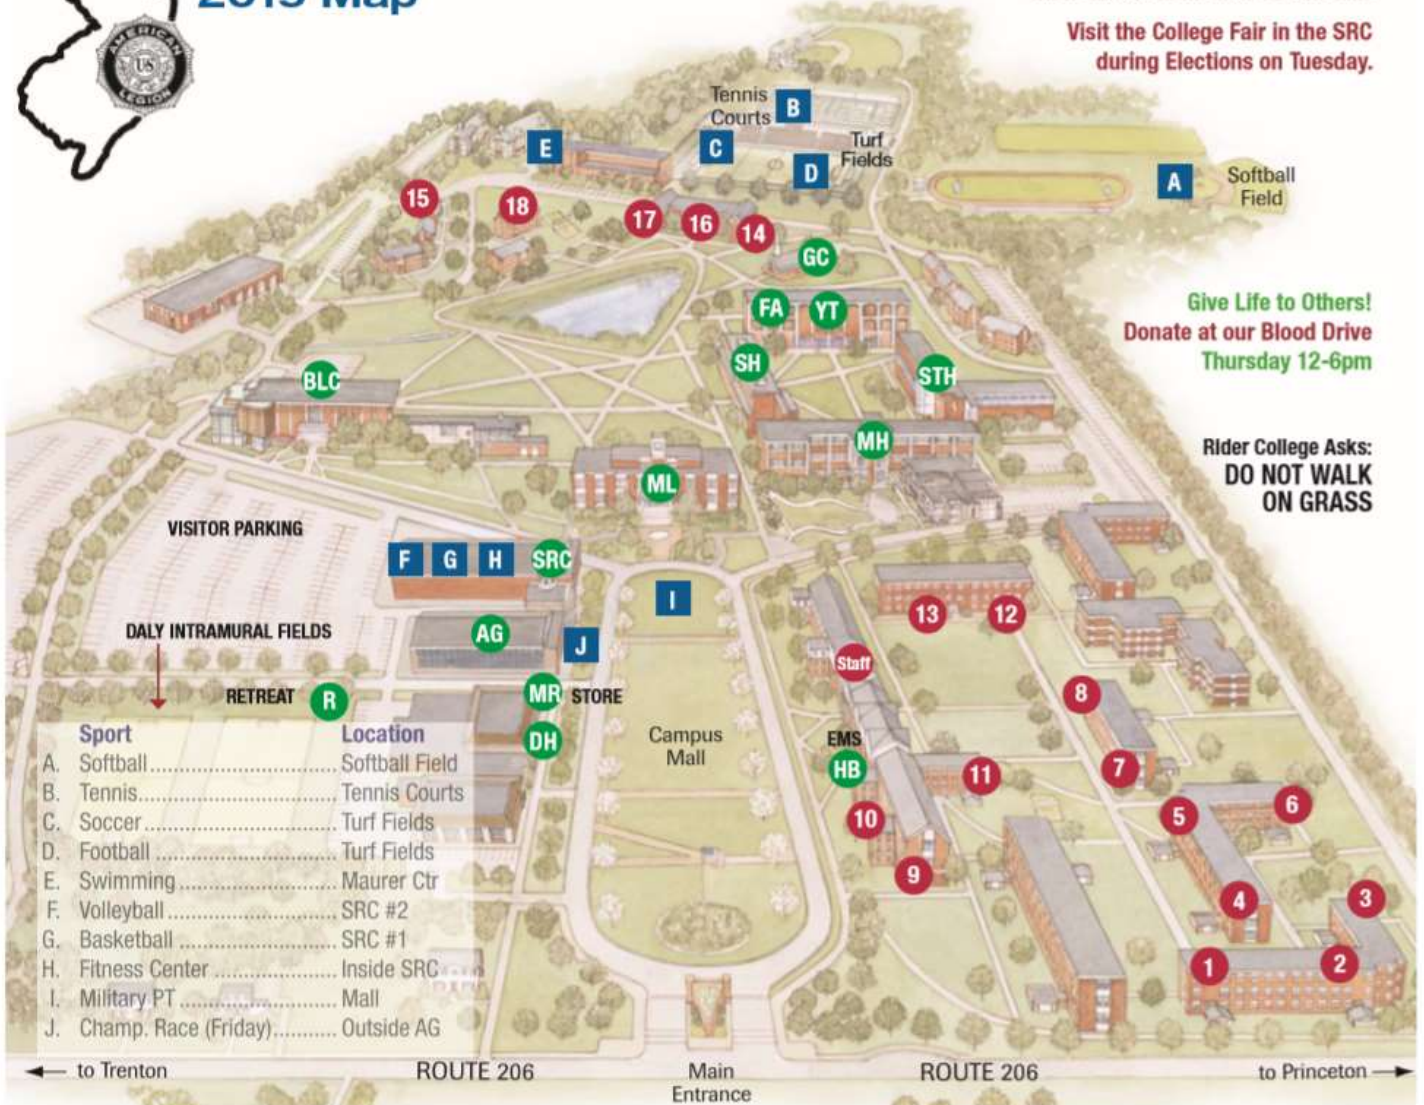 2015 Map
AMERICAN
US
LEGION
Visit the College Fair in the SRC
during Elections on Tuesday.
Tennis
Courts
B
C
Turf
Fields
D
E
A
Softball
Field
15
18
17
16
14
GC
FA
YT
SH
STH
BLC
MH
ML
Give Life to Others!
Donate at our Blood Drive
Thursday 12-6pm
Rider College Asks:
DO NOT WALK
ON GRASS
VISITOR PARKING
F
G
H
SRC
I
AG
J
DALY INTRAMURAL FIELDS
RETREAT
R
MR
STORE
DH
Campus
Mall
13
12
Staff
EMS
HB
11
10
9
8
7
5
6
4
3
1
2
Sport Location
A. Softball.............................. Softball Field
B. Tennis................................ Tennis Courts
C. Soccer............................... Turf Fields
D. Football............................. Turf Fields
E. Swimming.......................... Maurer Ctr
F. Volleyball............................ SRC #2
G. Basketball.......................... SRC #1
H. Fitness Center.................... Inside SRC
I. Military PT.......................... Mall
J. Champ. Race (Friday)........... Outside AG
to Trenton
ROUTE 206
Main
Entrance
ROUTE 206
to Princeton